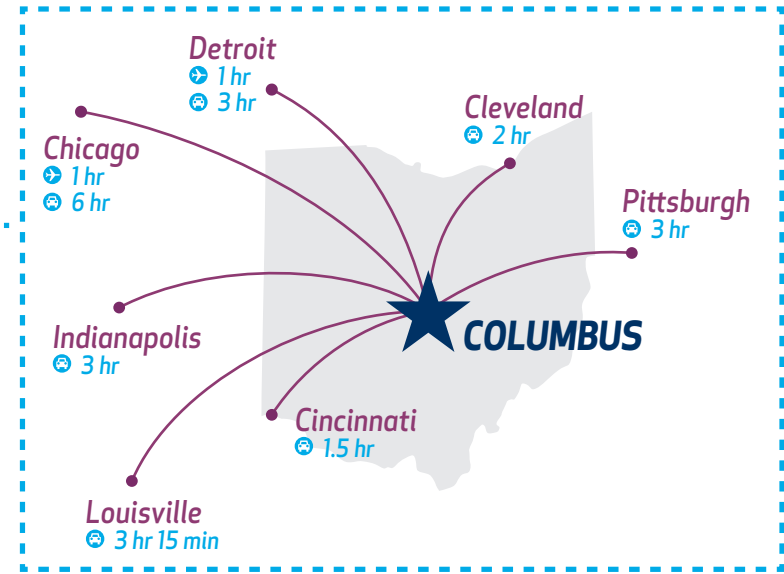 Detroit
1 hr
3 hr
Cleveland
2 hr
Chicago
1 hr
6 hr
Pittsburgh
3 hr
COLUMBUS
Indianapolis
3 hr
Cincinnati
1.5 hr
Louisville
3 hr 15 min